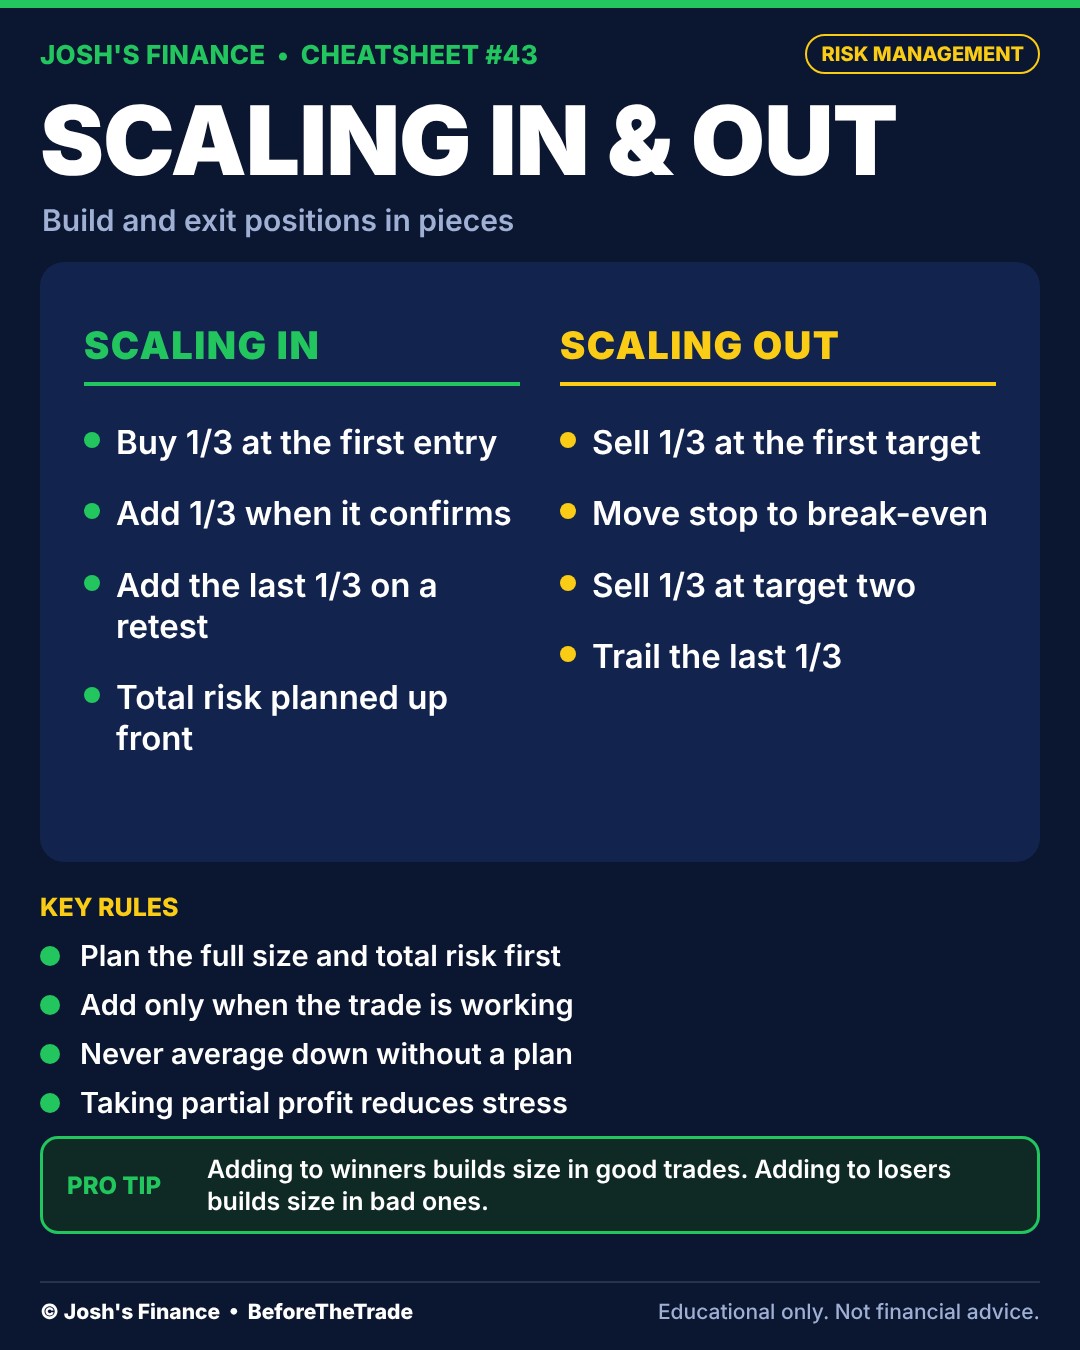 JOSH'S FINANCE • CHEATSHEET #43
RISK MANAGEMENT
SCALING IN & OUT
Build and exit positions in pieces
SCALING IN
Buy 1/3 at the first entry
Add 1/3 when it confirms
Add the last 1/3 on a
retest
Total risk planned up
front
SCALING OUT
Sell 1/3 at the first target
Move stop to break-even
Sell 1/3 at target two
Trail the last 1/3
KEY RULES
Plan the full size and total risk first
Add only when the trade is working
Never average down without a plan
Taking partial profit reduces stress
PRO TIP
Adding to winners builds size in good trades. Adding to losers
builds size in bad ones.
© Josh's Finance • BeforeTheTrade
Educational only. Not financial advice.